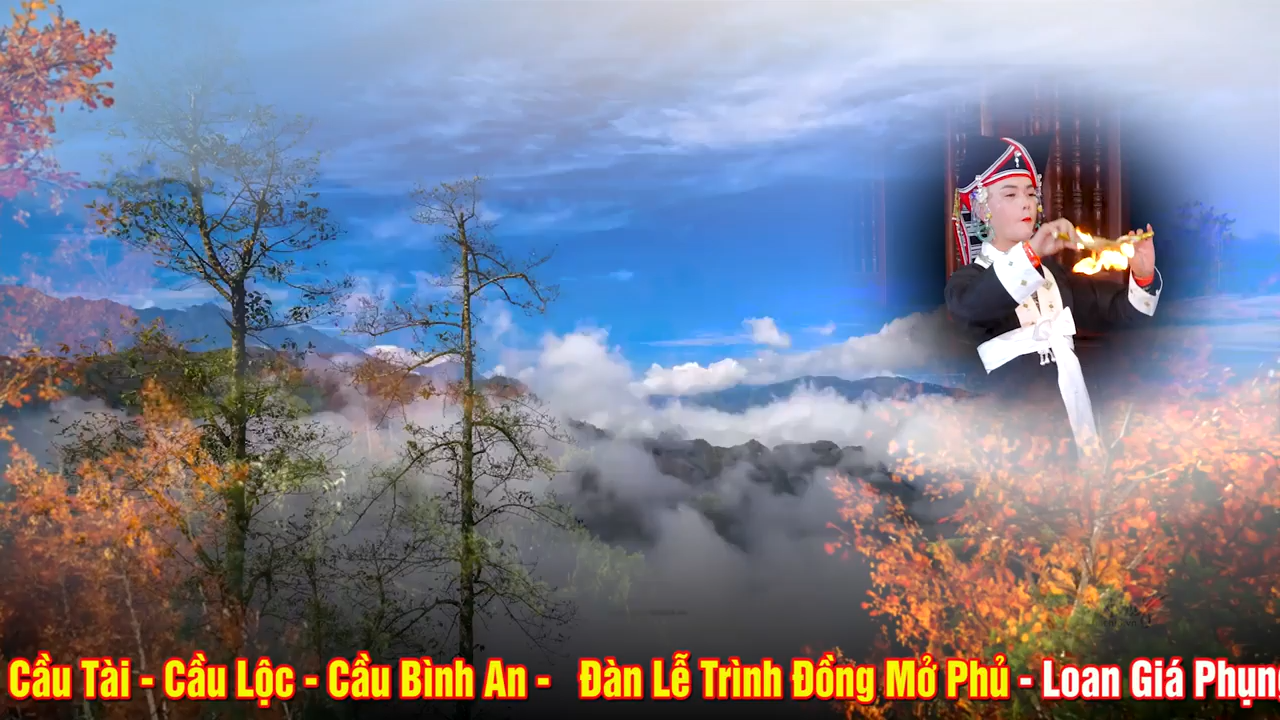 Cầu Tài - Cầu Lộc - Cầu Bình An - Đàn Lễ Trình Đồng Mở Phủ - Loan Giá Phụng